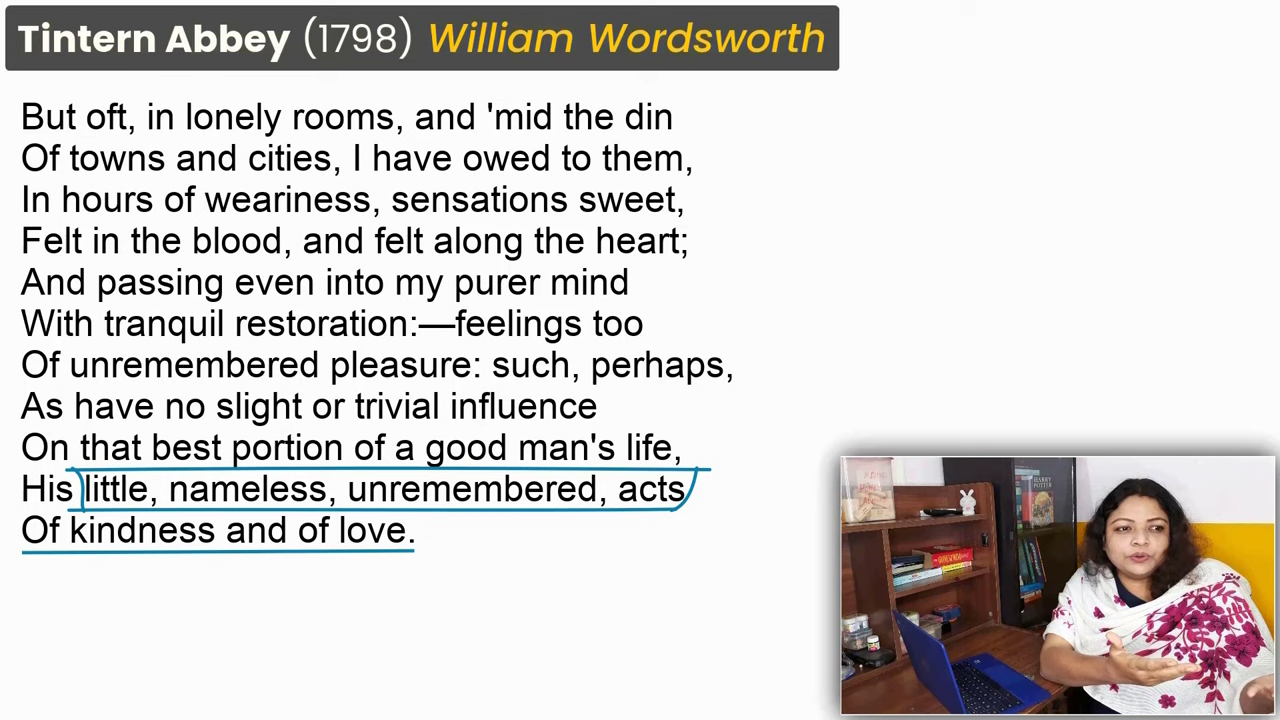 Tintern Abbey (1798) William Wordsworth
But oft, in lonely rooms, and 'mid the din
Of towns and cities, I have owed to them,
In hours of weariness, sensations sweet,
Felt in the blood, and felt along the heart;
And passing even into my purer mind
With tranquil restoration:—feelings too
Of unremembered pleasure: such, perhaps,
As have no slight or trivial influence
On that best portion of a good man's life,
His little, nameless, unremembered, acts
Of kindness and of love.
HARRY
POTTER